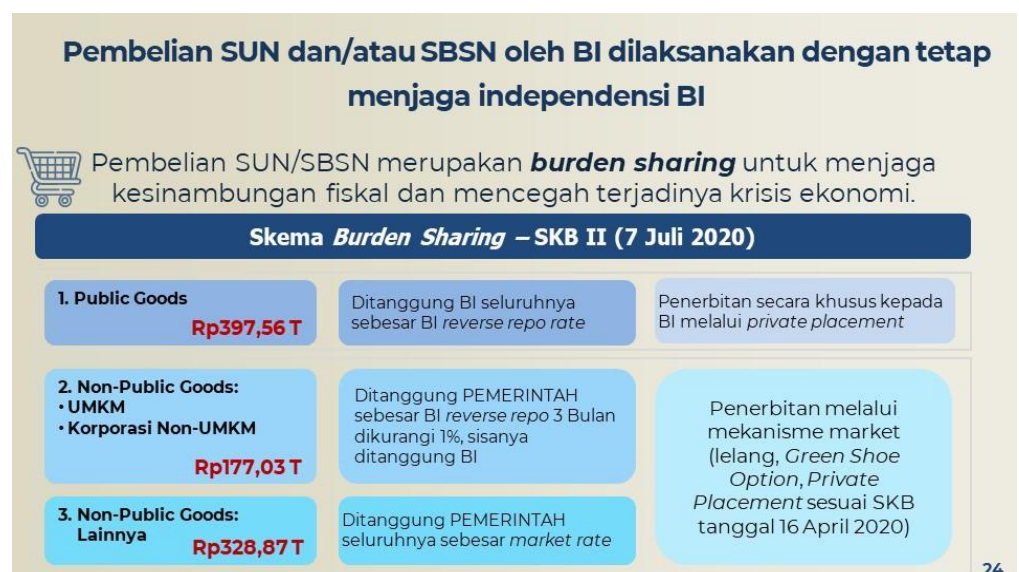 Pembelian SUN dan/atau SBSN oleh BI dilaksanakan dengan tetap
menjaga independensi BI
Pembelian SUN/SBSN merupakan burden sharing untuk menjaga
kesinambungan fiskal dan mencegah terjadinya krisis ekonomi.
Skema Burden Sharing – SKB II (7 Juli 2020)
1. Public Goods
Rp397,56 T
Ditanggung BI seluruhnya
sebesar BI reverse repo rate
Penerbitan secara khusus kepada
BI melalui private placement
2. Non-Public Goods:
• UMKM
• Korporasi Non-UMKM
Rp177,03 T
Ditanggung PEMERINTAH
sebesar BI reverse repo 3 Bulan
dikurangi 1%, sisanya
ditanggung BI
Penerbitan melalui
mekanisme market
(lelang, Green Shoe
Option, Private
Placement sesuai SKB
tanggal 16 April 2020)
3. Non-Public Goods:
Lainnya
Rp328,87 T
Ditanggung PEMERINTAH
seluruhnya sebesar market rate
24